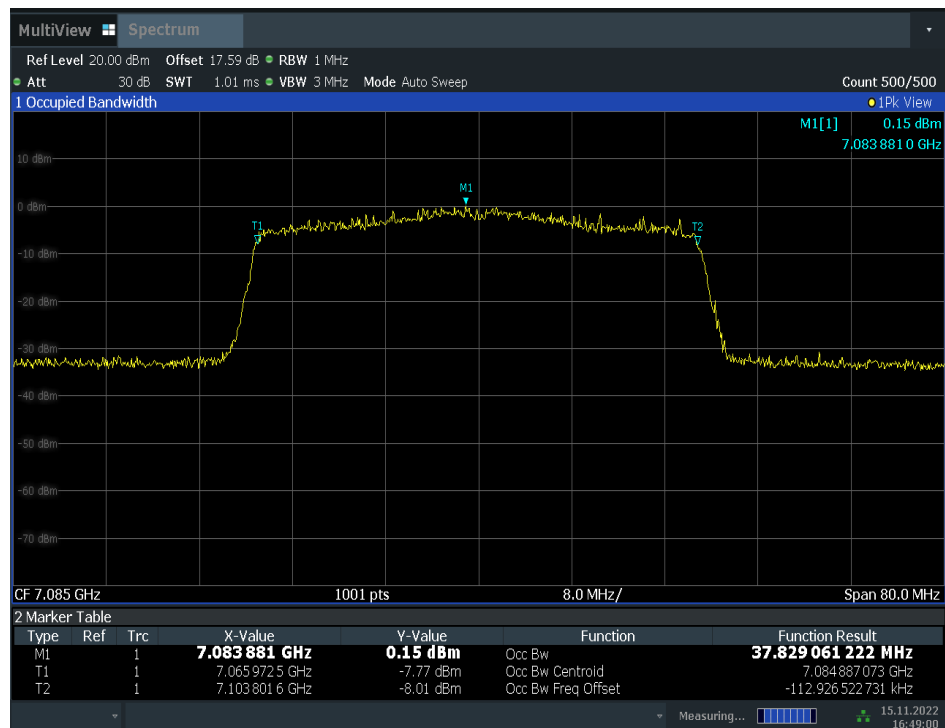 MultiView Spectrum
Ref Level 20.00 dBm Offset 17.59 dB RBW 1 MHz
Att 30 dB SWT 1.01 ms VBW 3 MHz Mode Auto Sweep Count 500/500
1 Occupied Bandwidth 1Pk View
M1[1] 0.15 dBm
7.083 881 0 GHz
10 dBm
M1
0 dBm
T1 T2
-10 dBm
-20 dBm
-30 dBm
-40 dBm
-50 dBm
-60 dBm
-70 dBm
CF 7.085 GHz 1001 pts 8.0 MHz/ Span 80.0 MHz
2 Marker Table
Type Ref Trc X-Value Y-Value Function Function Result
M1 1 7.083 881 GHz 0.15 dBm Occ Bw 37.829 061 222 MHz
T1 1 7.065 972 5 GHz -7.77 dBm Occ Bw Centroid 7.084 887 073 GHz
T2 1 7.103 801 6 GHz -8.01 dBm Occ Bw Freq Offset -112.926 522 731 kHz
Measuring... 15.11.2022
16:49:00